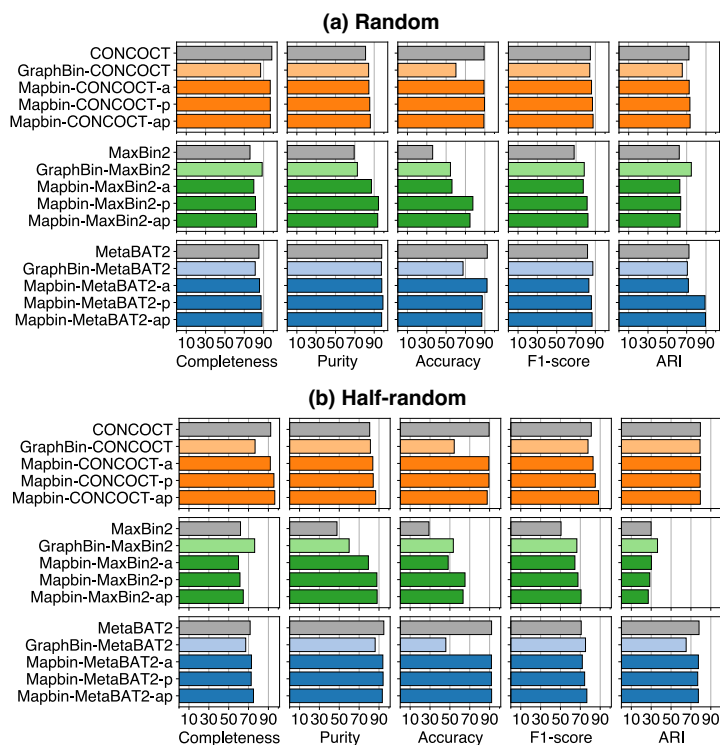 (a) Random
CONCOCT
GraphBin-CONCOCT
Mapbin-CONCOCT-a
Mapbin-CONCOCT-p
Mapbin-CONCOCT-ap
MaxBin2
GraphBin-MaxBin2
Mapbin-MaxBin2-a
Mapbin-MaxBin2-p
Mapbin-MaxBin2-ap
MetaBAT2
GraphBin-MetaBAT2
Mapbin-MetaBAT2-a
Mapbin-MetaBAT2-p
Mapbin-MetaBAT2-ap
10 30 50 70 90 10 30 50 70 90 10 30 50 70 90 10 30 50 70 90 10 30 50 70 90
Completeness Purity Accuracy F1-score ARI
(b) Half-random
CONCOCT
GraphBin-CONCOCT
Mapbin-CONCOCT-a
Mapbin-CONCOCT-p
Mapbin-CONCOCT-ap
MaxBin2
GraphBin-MaxBin2
Mapbin-MaxBin2-a
Mapbin-MaxBin2-p
Mapbin-MaxBin2-ap
MetaBAT2
GraphBin-MetaBAT2
Mapbin-MetaBAT2-a
Mapbin-MetaBAT2-p
Mapbin-MetaBAT2-ap
10 30 50 70 90 10 30 50 70 90 10 30 50 70 90 10 30 50 70 90 10 30 50 70 90
Completeness Purity Accuracy F1-score ARI